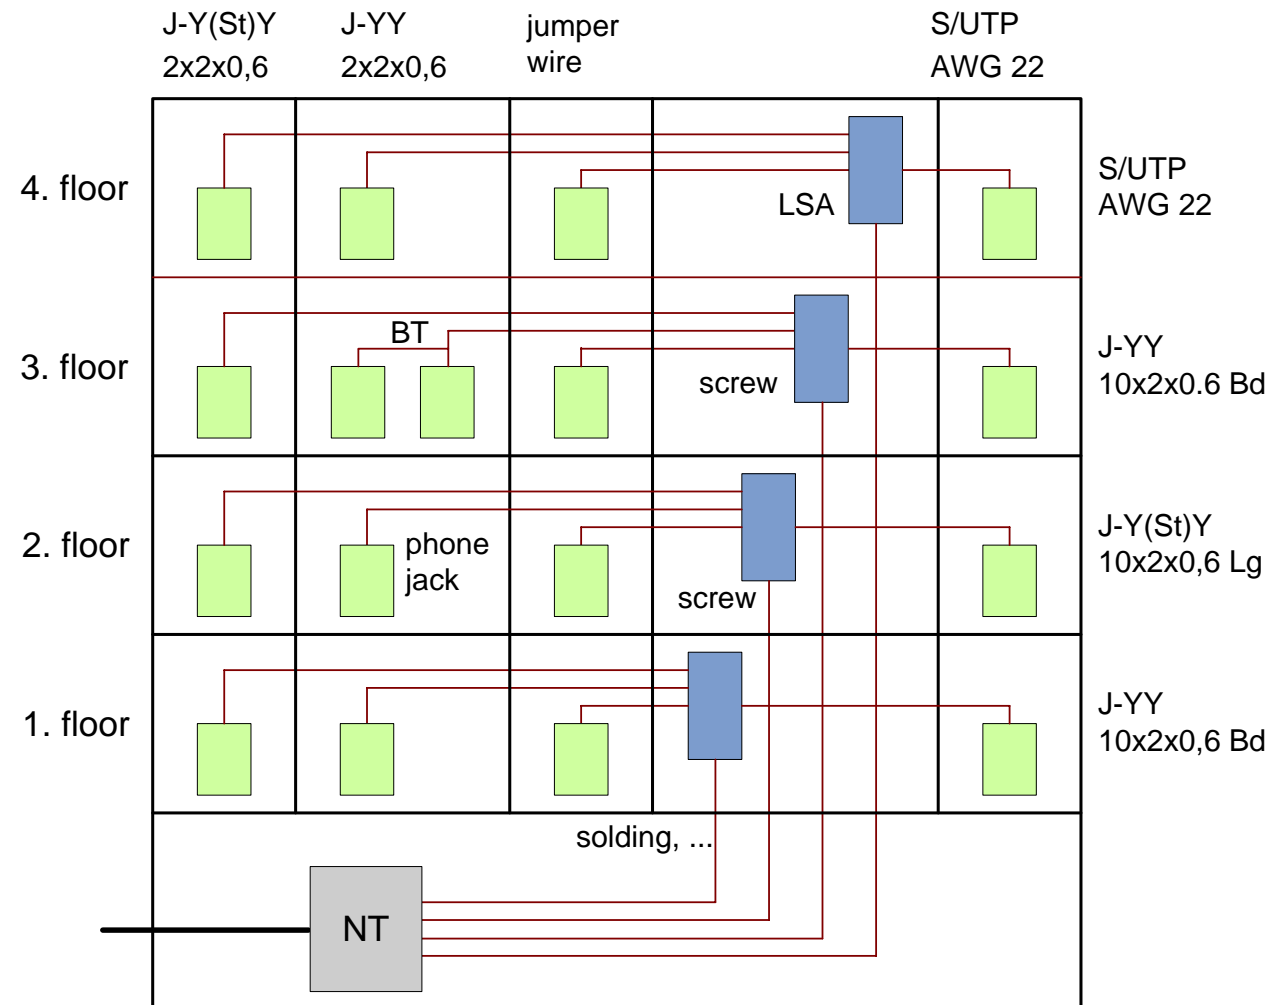 J-Y(St)Y
2x2x0,6
J-YY
2x2x0,6
jumper
wire
S/UTP
AWG 22
4. floor
LSA
S/UTP
AWG 22
3. floor
BT
screw
J-YY
10x2x0.6 Bd
2. floor
phone
jack
screw
J-Y(St)Y
10x2x0,6 Lg
1. floor
J-YY
10x2x0,6 Bd
solding, ...
NT